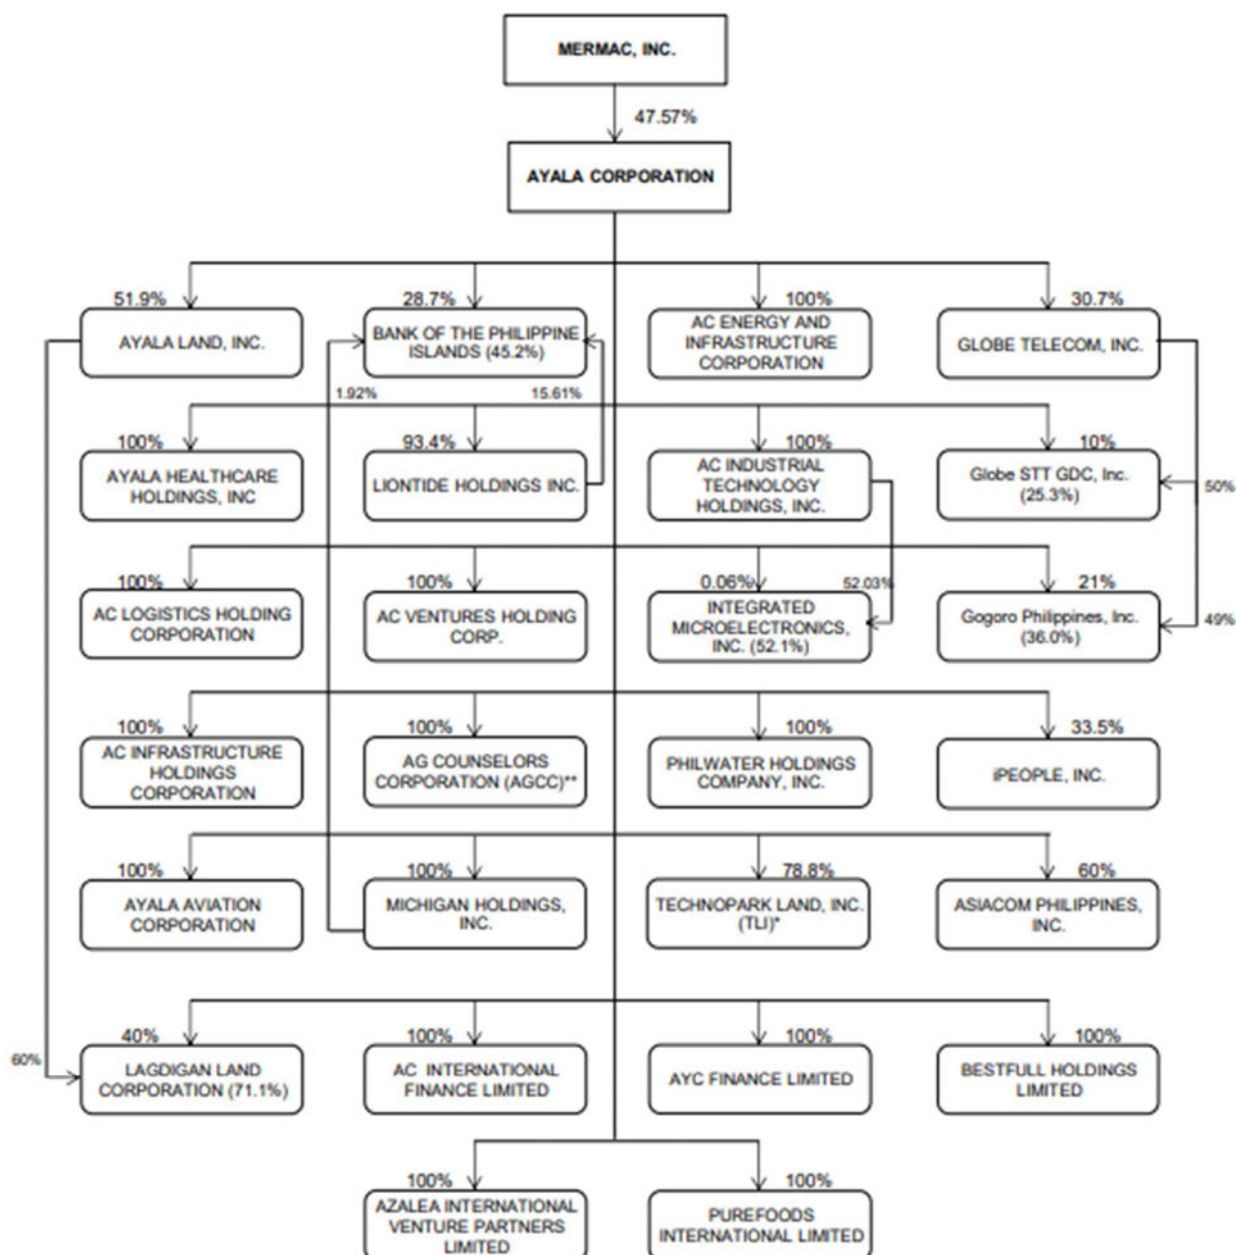 MERMAC, INC.
47.57%
AYALA CORPORATION
51.9%
28.7%
100%
30.7%
AYALA LAND, INC.
BANK OF THE PHILIPPINE
ISLANDS (45.2%)
AC ENERGY AND
INFRASTRUCTURE
CORPORATION
GLOBE TELECOM, INC.
1.92%
15.61%
100%
93.4%
100%
10%
AYALA HEALTHCARE
HOLDINGS, INC
LIONTIDE HOLDINGS INC.
AC INDUSTRIAL
TECHNOLOGY
HOLDINGS, INC.
Globe STT GDC, Inc.
(25.3%)
50%
100%
100%
0.06%
52.03%
21%
AC LOGISTICS HOLDING
CORPORATION
AC VENTURES HOLDING
CORP.
INTEGRATED
MICROELECTRONICS,
INC. (52.1%)
Gogoro Philippines, Inc.
(36.0%)
49%
100%
100%
100%
33.5%
AC INFRASTRUCTURE
HOLDINGS
CORPORATION
AG COUNSELORS
CORPORATION (AGCC)**
PHILWATER HOLDINGS
COMPANY, INC.
iPEOPLE, INC.
100%
100%
78.8%
60%
AYALA AVIATION
CORPORATION
MICHIGAN HOLDINGS,
INC.
TECHNOPARK LAND, INC.
(TLI)*
ASIACOM PHILIPPINES,
INC.
40%
100%
100%
100%
60%
LAGDIGAN LAND
CORPORATION (71.1%)
AC INTERNATIONAL
FINANCE LIMITED
AYC FINANCE LIMITED
BESTFULL HOLDINGS
LIMITED
100%
100%
AZALEA INTERNATIONAL
VENTURE PARTNERS
LIMITED
PUREFOODS
INTERNATIONAL LIMITED